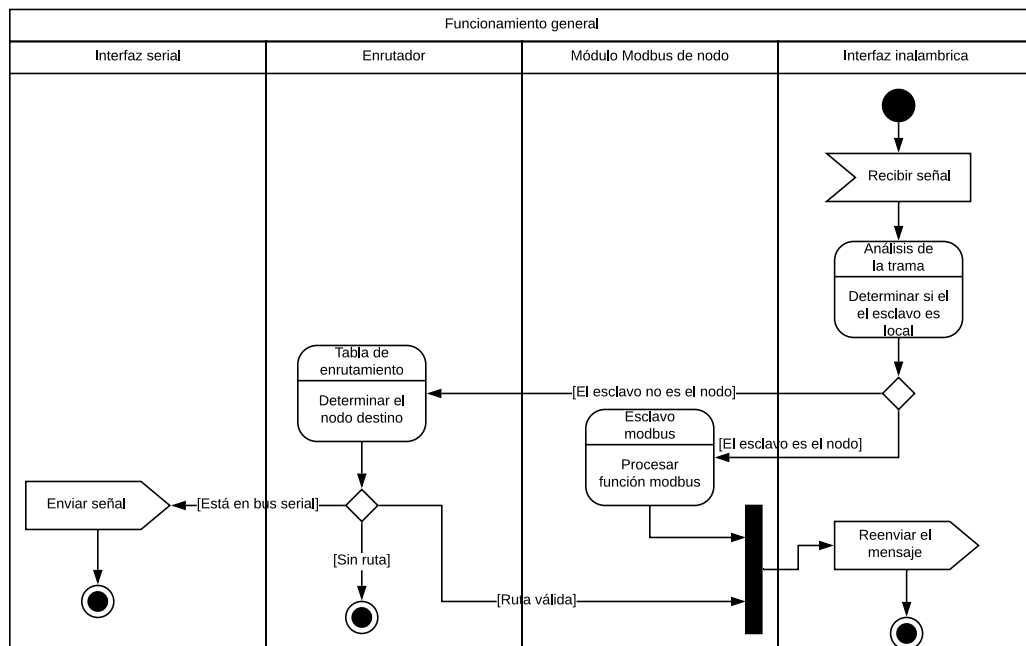 Funcionamiento general
Interfaz serial
Enrutador
Módulo Modbus de nodo
Interfaz inalambrica
Recibir señal
Análisis de
la trama
Determinar si el
el esclavo es
local
Tabla de
enrutamiento
Determinar el
nodo destino
[El esclavo no es el nodo]
Esclavo
modbus
Procesar
función modbus
[El esclavo es el nodo]
Enviar señal
[Está en bus serial]
[Sin ruta]
[Ruta válida]
Reenviar el
mensaje